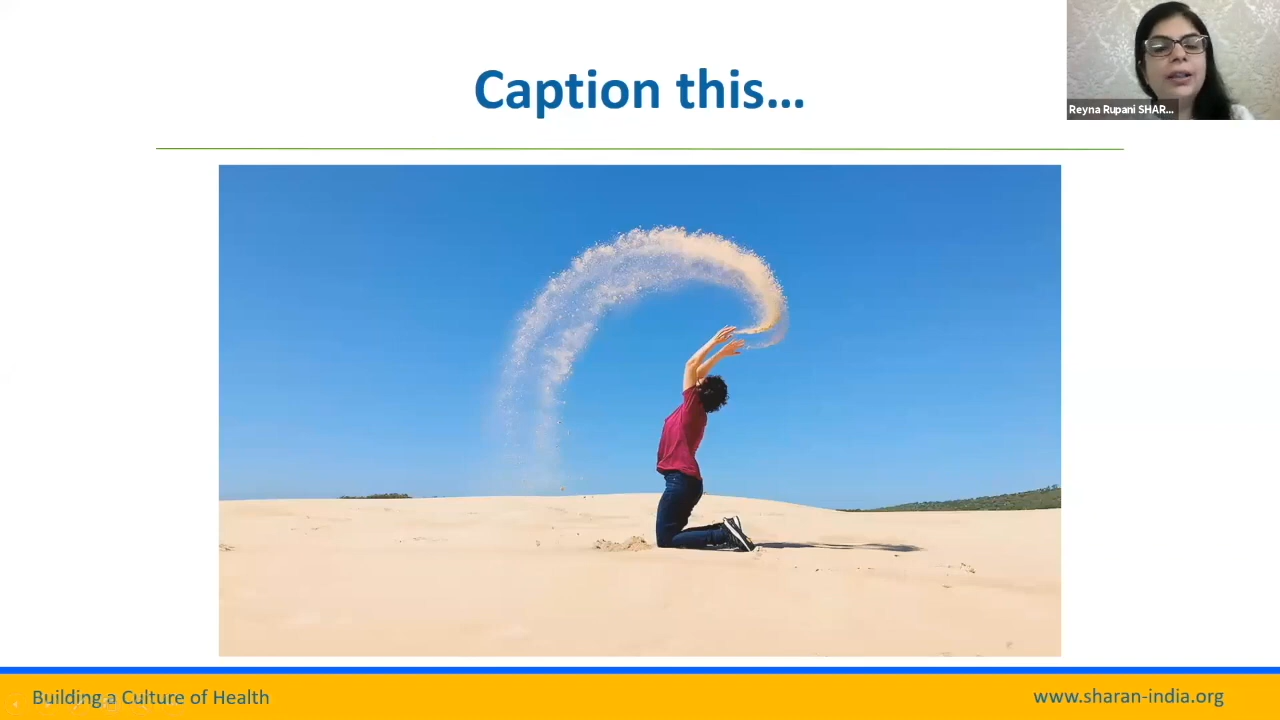 Caption this...
Reyna Rupani SHAR...
Building a Culture of Health
www.sharan-india.org